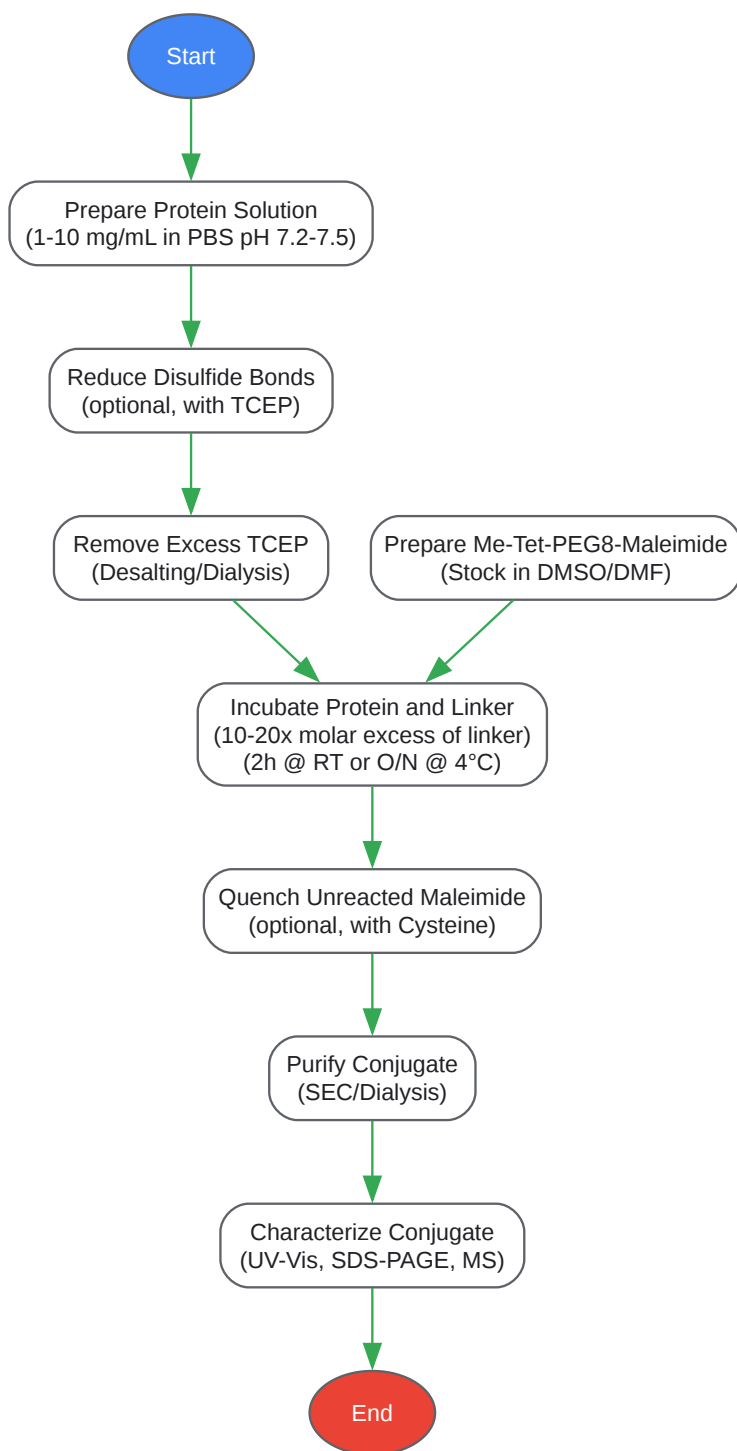 Start
Prepare Protein Solution
(1-10 mg/mL in PBS pH 7.2-7.5)
Reduce Disulfide Bonds
(optional, with TCEP)
Remove Excess TCEP
(Desalting/Dialysis)
Prepare Me-Tet-PEG8-Maleimide
(Stock in DMSO/DMF)
Incubate Protein and Linker
(10-20x molar excess of linker)
(2h @ RT or O/N @ 4°C)
Quench Unreacted Maleimide
(optional, with Cysteine)
Purify Conjugate
(SEC/Dialysis)
Characterize Conjugate
(UV-Vis, SDS-PAGE, MS)
End